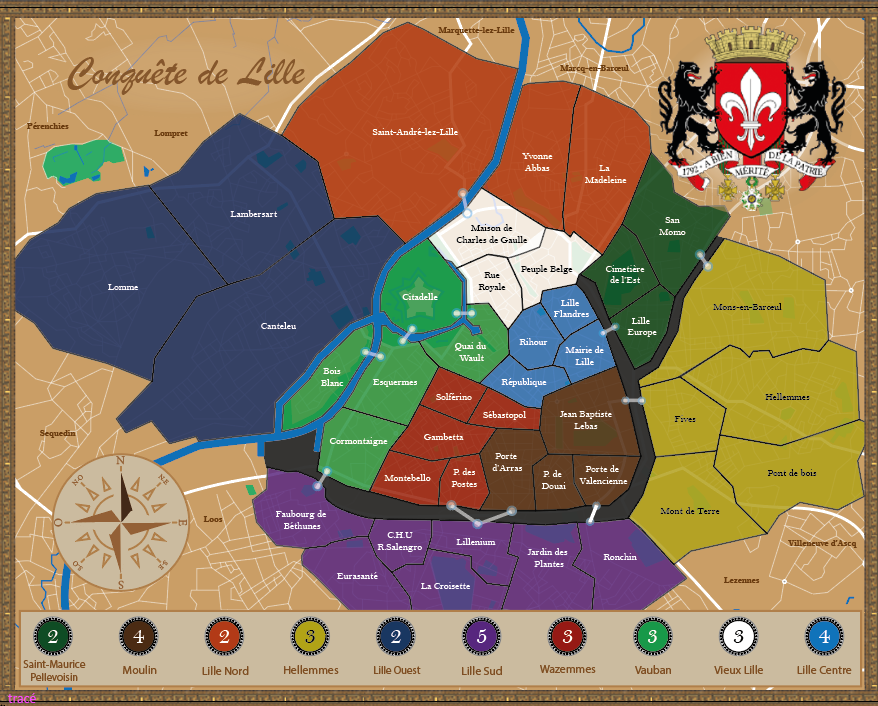 Marquette-lez-Lille
Conquête de Lille
Marcq-en-Barœul
Pérenchies
Lompret
Saint-André-lez-Lille
Yvonne
Abbas
La
Madeleine
1792 · A BIEN
MÉRITÉ
DE LA PATRIE
Lambersart
San
Momo
Maison de
Charles de Gaulle
Lomme
Rue
Royale
Peuple Belge
Cimetière
de l'Est
Citadelle
Lille
Flandres
Mons-en-Barœul
Canteleu
Lille
Europe
Quai du
Wault
Rihour
Mairie de
Lille
Bois
Blanc
Esquermes
République
Solférino
Hellemmes
Sébastopol
Jean Baptiste
Lebas
Fives
Sequedin
Cormontaigne
Gambetta
Porte
d'Arras
Montebello
P. des
Postes
P. de
Douai
Porte de
Valencienne
Pont de bois
N
N.E
E
S.E
S
S.O
O
N.O
Loos
Faubourg de
Béthunes
Mont de Terre
C.H.U
R.Salengro
Lillenium
Jardin des
Plantes
Ronchin
Villeneuve d'Ascq
Eurasanté
La Croisette
Lezennes
2 4 2 3 2 5 3 3 3 4
Saint-Maurice
Pellevoisin
Moulin
Lille Nord
Hellemmes
Lille Ouest
Lille Sud
Wazemmes
Vauban
Vieux Lille
Lille Centre
tracé